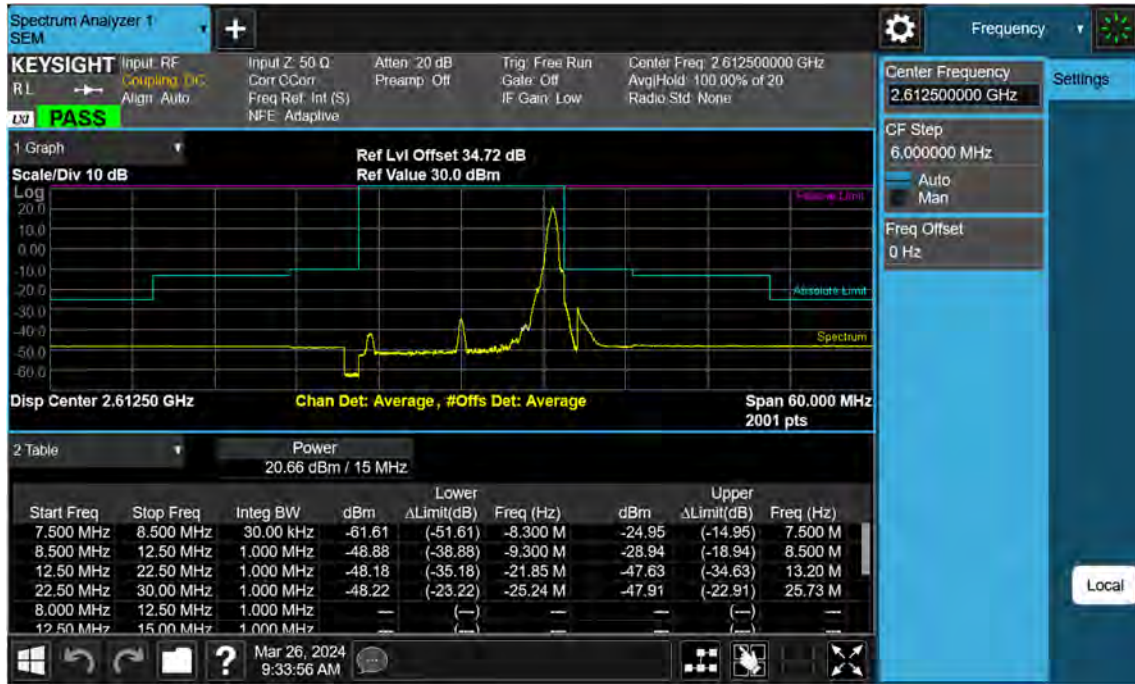 Spectrum Analyzer 1
SEM
+
Frequency
KEYSIGHT
RL
LXI
PASS
Input: RF
Coupling: DC
Align: Auto
Input Z: 50 Ω
Corr CCorr
Freq Ref: Int (S)
NFE: Adaptive
Atten: 20 dB
Preamp: Off
Trig: Free Run
Gate: Off
IF Gain: Low
Center Freq: 2.612500000 GHz
Avg|Hold: 100.00% of 20
Radio Std: None
Center Frequency
2.612500000 GHz
Settings
CF Step
6.000000 MHz
Auto
Man
Freq Offset
0 Hz
1 Graph
Scale/Div 10 dB
Ref Lvl Offset 34.72 dB
Ref Value 30.0 dBm
Log
20.0
10.0
0.00
-10.0
-20.0
-30.0
-40.0
-50.0
-60.0
Relative Limit
Absolute Limit
Spectrum
Disp Center 2.61250 GHz
Chan Det: Average, #Offs Det: Average
Span 60.000 MHz
2001 pts
2 Table
Power
20.66 dBm / 15 MHz
Lower Upper
Start Freq Stop Freq Integ BW dBm ΔLimit(dB) Freq (Hz) dBm ΔLimit(dB) Freq (Hz)
7.500 MHz 8.500 MHz 30.00 kHz -61.61 (-51.61) -8.300 M -24.95 (-14.95) 7.500 M
8.500 MHz 12.50 MHz 1.000 MHz -48.88 (-38.88) -9.300 M -28.94 (-18.94) 8.500 M
12.50 MHz 22.50 MHz 1.000 MHz -48.18 (-35.18) -21.85 M -47.63 (-34.63) 13.20 M
22.50 MHz 30.00 MHz 1.000 MHz -48.22 (-23.22) -25.24 M -47.91 (-22.91) 25.73 M
8.000 MHz 12.50 MHz 1.000 MHz --- (---) --- --- (---) ---
12.50 MHz 15.00 MHz 1.000 MHz --- (---) --- --- (---) ---
Local
?
Mar 26, 2024
9:33:56 AM